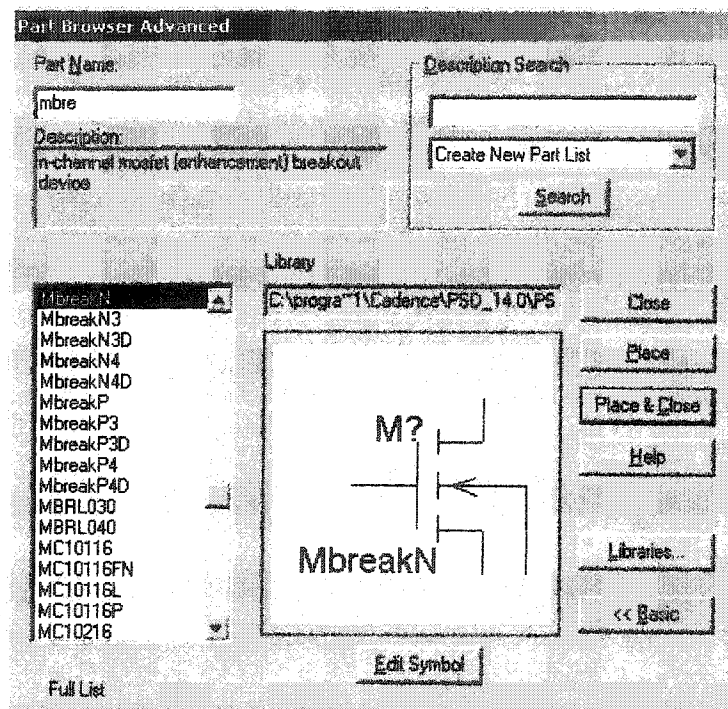 Part Browser Advanced
Part Name:
mbre
Description:
n-channel mosfet (enhancement) breakout
device
Description Search
Create New Part List
Search
MbreakN
MbreakN3
MbreakN3D
MbreakN4
MbreakN4D
MbreakP
MbreakP3
MbreakP3D
MbreakP4
MbreakP4D
MBRL030
MBRL040
MC10116
MC10116FN
MC10116L
MC10116P
MC10216
Full List
Library
C:\progra~1\Cadence\PSD_14.0\PS
M?
MbreakN
Edit Symbol
Close
Place
Place & Close
Help
Libraries...
<< Basic